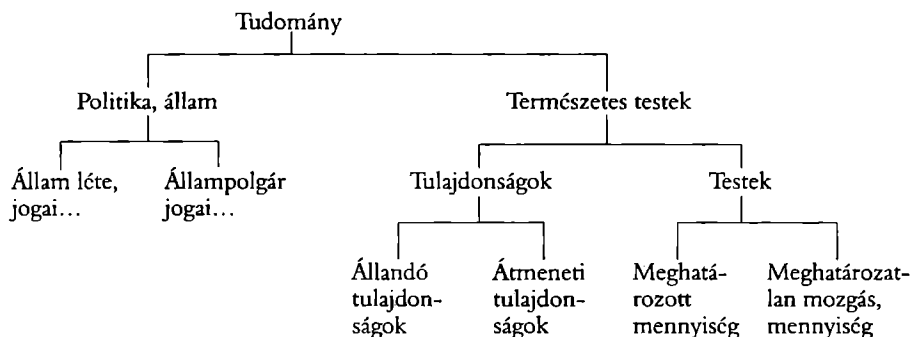 Tudomány
Politika, állam
Természetes testek
Állam léte,
jogai...
Állampolgár
jogai...
Tulajdonságok
Testek
Állandó
tulajdon-
ságok
Átmeneti
tulajdon-
ságok
Meghatá-
rozott
mennyiség
Meghatározat-
lan mozgás,
mennyiség